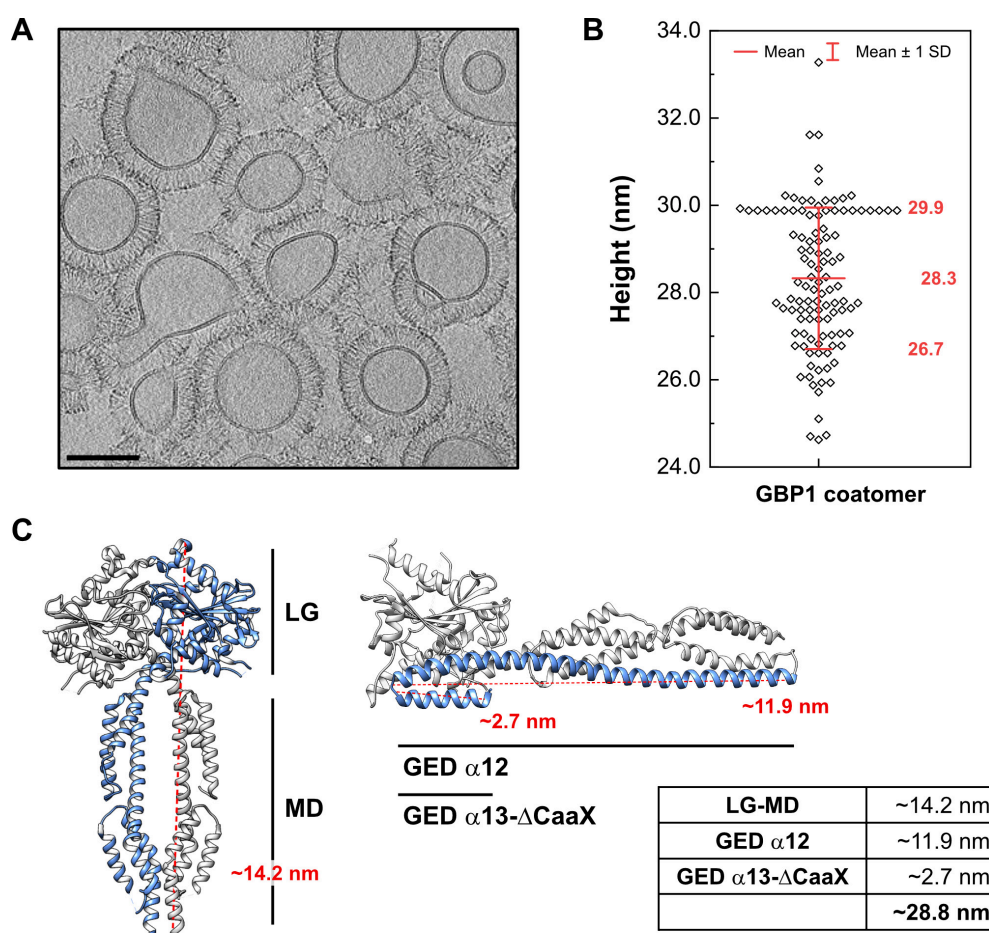 A
B
34.0
32.0
30.0
28.0
26.0
24.0
Height (nm)
Mean
Mean ± 1 SD
29.9
28.3
26.7
GBP1 coatomer
C
LG
MD
~14.2 nm
~2.7 nm
~11.9 nm
GED α12
GED α13-ΔCaaX
LG-MD ~14.2 nm
GED α12 ~11.9 nm
GED α13-ΔCaaX ~2.7 nm
~28.8 nm